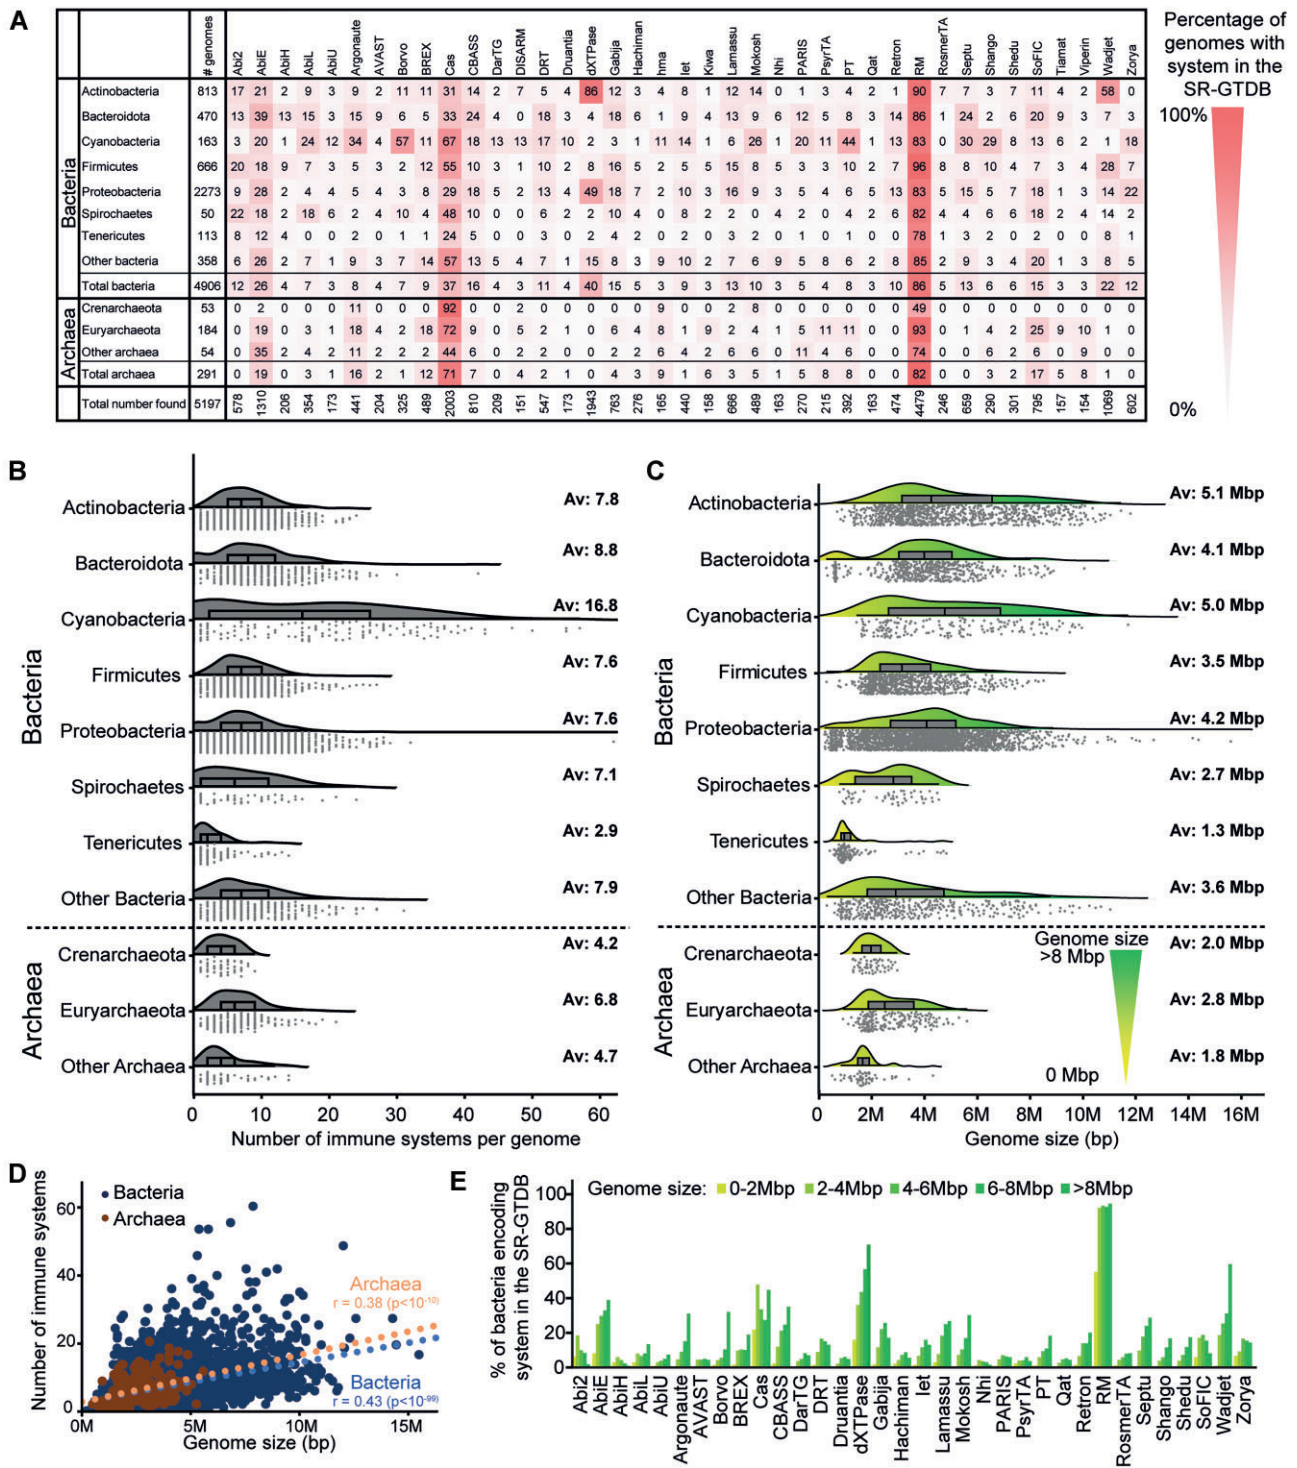 A
# genomes Abi2 AbiE AbiH AbiL AbiU Argonaute AVAST Borvo BREX Cas CBASS DarTG DISARM DRT Druantia dXTPase Gabija Hachiman hma Iet Kiwa Lamassu Mokosh Nhi PARIS PsyrTA PT Qat Retron RM RosmerTA Septu Shango Shedu SoFIC Tiamat Viperin Wadjet Zorya
Percentage of
genomes with
system in the
SR-GTDB
100%
0%
Bacteria
Actinobacteria 813 17 21 2 9 3 9 2 11 11 31 14 2 7 5 4 86 12 3 4 8 1 12 14 0 1 3 4 2 1 90 2 7 5 7 11 4 2 58 0
Bacteroidota 470 13 39 13 15 3 15 9 6 5 33 24 4 0 18 3 4 18 6 1 9 4 13 9 6 12 5 8 3 14 86 1 24 2 6 20 9 3 7 3
Cyanobacteria 163 3 20 1 24 12 34 4 57 11 67 18 13 13 17 10 2 3 1 11 14 1 6 26 1 20 11 44 1 13 83 0 30 29 3 13 6 2 1 18
Firmicutes 666 20 18 9 7 3 5 3 2 12 55 10 3 1 10 2 8 16 5 2 5 5 15 8 5 3 3 10 2 7 96 8 8 10 4 7 3 3 28 7
Proteobacteria 2273 9 28 2 4 4 5 4 3 8 29 18 5 2 13 4 49 18 7 2 10 3 16 9 3 5 4 6 5 13 83 5 15 5 7 18 1 3 14 22
Spirochaetes 50 22 18 2 18 6 2 4 10 4 48 10 0 0 6 2 2 10 4 0 8 2 2 0 4 2 0 4 2 6 82 4 4 6 6 18 2 4 14 2
Tenericutes 113 8 12 4 0 0 2 0 1 1 24 5 0 0 3 0 2 4 2 0 2 0 3 2 0 2 0 1 0 1 78 1 3 2 0 2 0 0 8 1
Other bacteria 358 6 26 2 7 1 9 3 7 14 57 13 5 4 7 1 15 8 3 9 10 2 7 6 9 5 8 6 2 8 85 2 9 3 4 20 1 3 10 5
Total bacteria 4906 12 26 4 7 3 8 4 7 9 37 16 4 3 11 4 40 15 5 3 9 3 13 10 3 5 4 8 3 10 86 5 13 6 6 15 3 3 22 12
Archaea
Crenarchaeota 53 0 2 0 0 0 11 0 0 0 92 0 0 2 0 0 0 0 0 9 0 0 2 8 0 0 0 0 0 0 49 0 0 0 0 0 0 0 0 0
Euryarchaeota 184 0 19 0 3 1 18 4 2 18 72 9 0 5 2 1 0 6 4 8 1 9 2 4 1 5 11 11 0 0 93 0 1 4 2 25 9 10 1 0
Other archaea 54 0 35 2 4 2 11 2 2 2 44 6 0 2 0 0 0 2 2 6 4 2 6 6 0 11 4 6 0 0 74 0 0 6 2 6 0 9 0 0
Total archaea 291 0 19 0 3 1 16 2 1 12 71 7 0 4 2 1 0 4 3 9 1 6 3 5 1 5 8 8 0 0 82 0 1 3 2 17 5 8 1 0
Total number found 5197 578 1310 206 354 173 441 204 325 489 2003 810 209 151 547 173 1943 763 276 165 440 158 666 489 163 270 215 392 163 474 4479 246 659 290 301 795 157 154 1069 602
B
Bacteria
Actinobacteria Av: 7.8
Bacteroidota Av: 8.8
Cyanobacteria Av: 16.8
Firmicutes Av: 7.6
Proteobacteria Av: 7.6
Spirochaetes Av: 7.1
Tenericutes Av: 2.9
Other Bacteria Av: 7.9
Archaea
Crenarchaeota Av: 4.2
Euryarchaeota Av: 6.8
Other Archaea Av: 4.7
0 10 20 30 40 50 60
Number of immune systems per genome
C
Bacteria
Actinobacteria Av: 5.1 Mbp
Bacteroidota Av: 4.1 Mbp
Cyanobacteria Av: 5.0 Mbp
Firmicutes Av: 3.5 Mbp
Proteobacteria Av: 4.2 Mbp
Spirochaetes Av: 2.7 Mbp
Tenericutes Av: 1.3 Mbp
Other Bacteria Av: 3.6 Mbp
Archaea
Genome size
>8 Mbp
0 Mbp
Crenarchaeota Av: 2.0 Mbp
Euryarchaeota Av: 2.8 Mbp
Other Archaea Av: 1.8 Mbp
0 2M 4M 6M 8M 10M 12M 14M 16M
Genome size (bp)
D
Number of immune systems
60
40
20
0
Bacteria
Archaea
Archaea
r = 0.38 (p<10⁻¹⁰)
Bacteria
r = 0.43 (p<10⁻⁹⁹)
0M 5M 10M 15M
Genome size (bp)
E
% of bacteria encoding
system in the SR-GTDB
100
80
60
40
20
0
Genome size: 0-2Mbp 2-4Mbp 4-6Mbp 6-8Mbp >8Mbp
Abi2 AbiE AbiH AbiL AbiU Argonaute AVAST Borvo BREX Cas CBASS DarTG DRT Druantia dXTPase Gabija Hachiman Iet Lamassu Mokosh Nhi PARIS PsyrTA PT Qat Retron RM RosmerTA Septu Shango Shedu SoFIC Wadjet Zorya